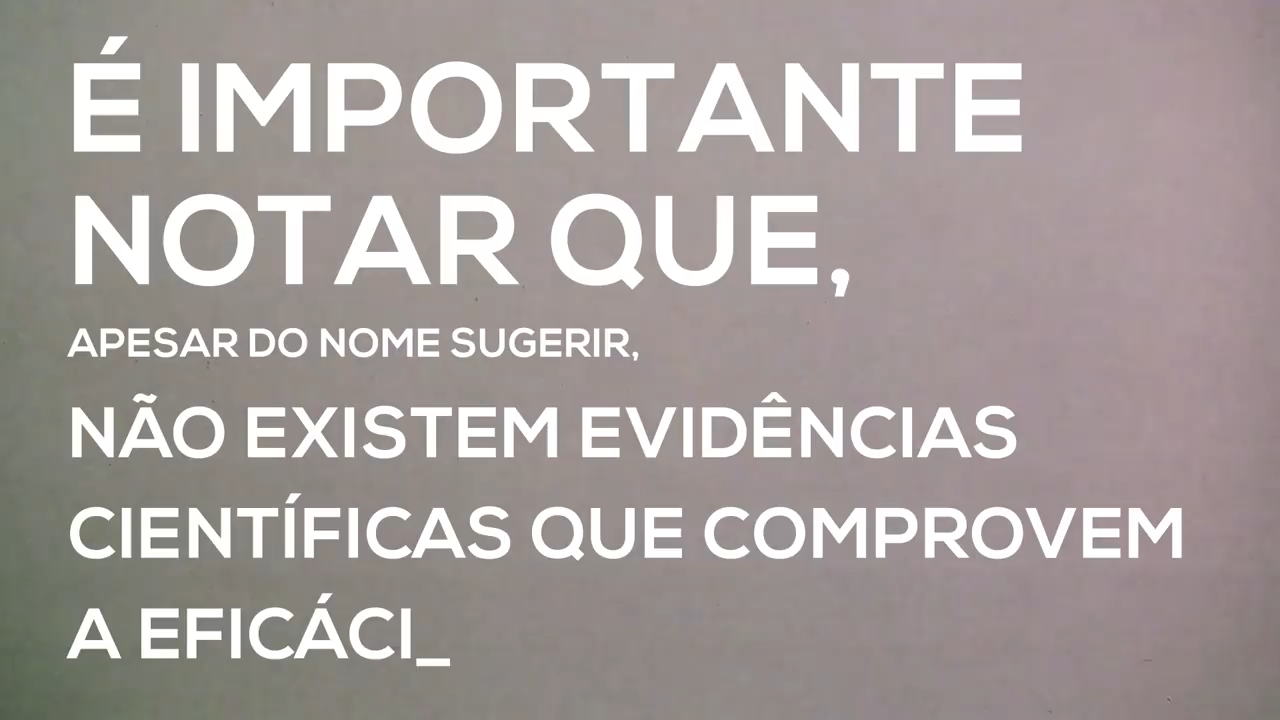 É IMPORTANTE
NOTAR QUE,
APESAR DO NOME SUGERIR,
NÃO EXISTEM EVIDÊNCIAS
CIENTÍFICAS QUE COMPROVEM
A EFICÁCI_